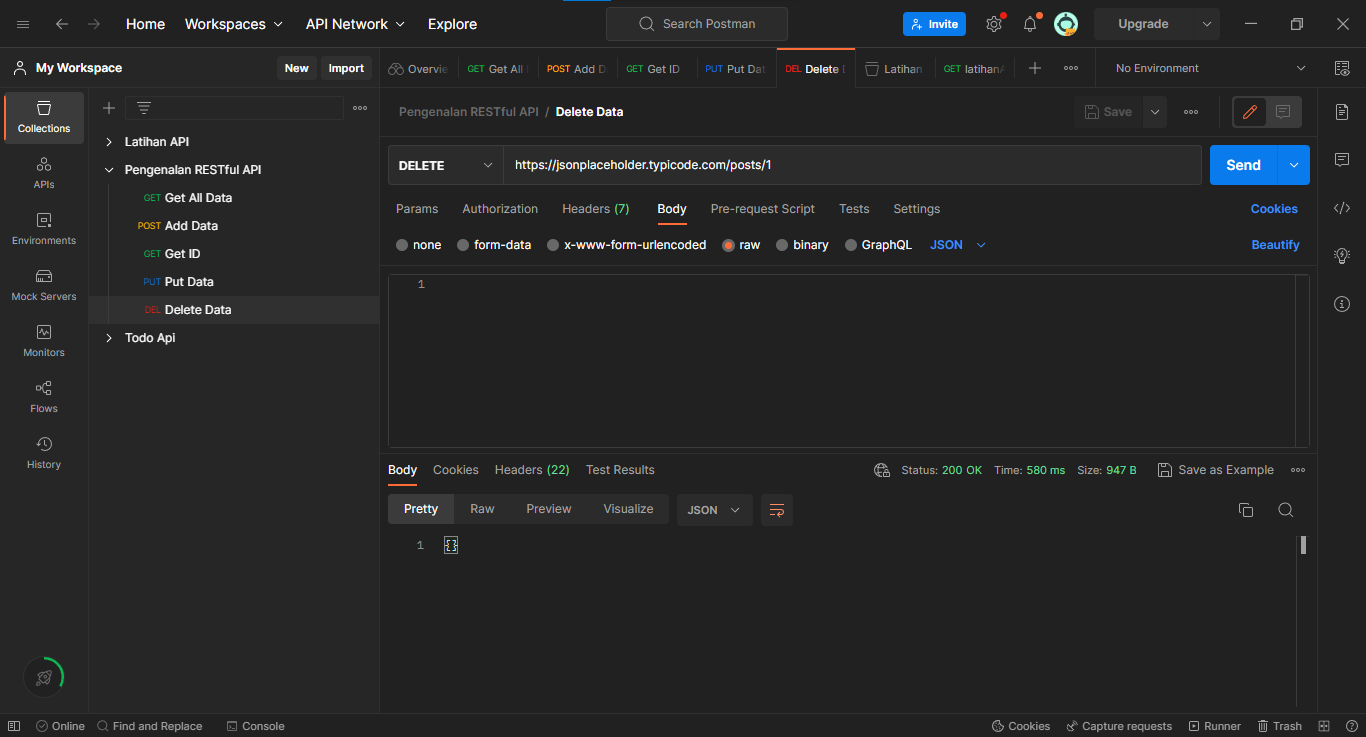 Home Workspaces API Network Explore Search Postman Invite Upgrade
My Workspace New Import Overvie GET Get All POST Add D GET Get ID PUT Put Dat DEL Delete Latihan GET latihanA No Environment
Collections
APIs
Environments
Mock Servers
Monitors
Flows
History
Latihan API
Pengenalan RESTful API
GET Get All Data
POST Add Data
GET Get ID
PUT Put Data
DEL Delete Data
Todo Api
Pengenalan RESTful API / Delete Data Save
DELETE https://jsonplaceholder.typicode.com/posts/1 Send
Params Authorization Headers (7) Body Pre-request Script Tests Settings Cookies
none form-data x-www-form-urlencoded raw binary GraphQL JSON Beautify
1
Body Cookies Headers (22) Test Results Status: 200 OK Time: 580 ms Size: 947 B Save as Example
Pretty Raw Preview Visualize JSON
1 {}
Online Find and Replace Console Cookies Capture requests Runner Trash